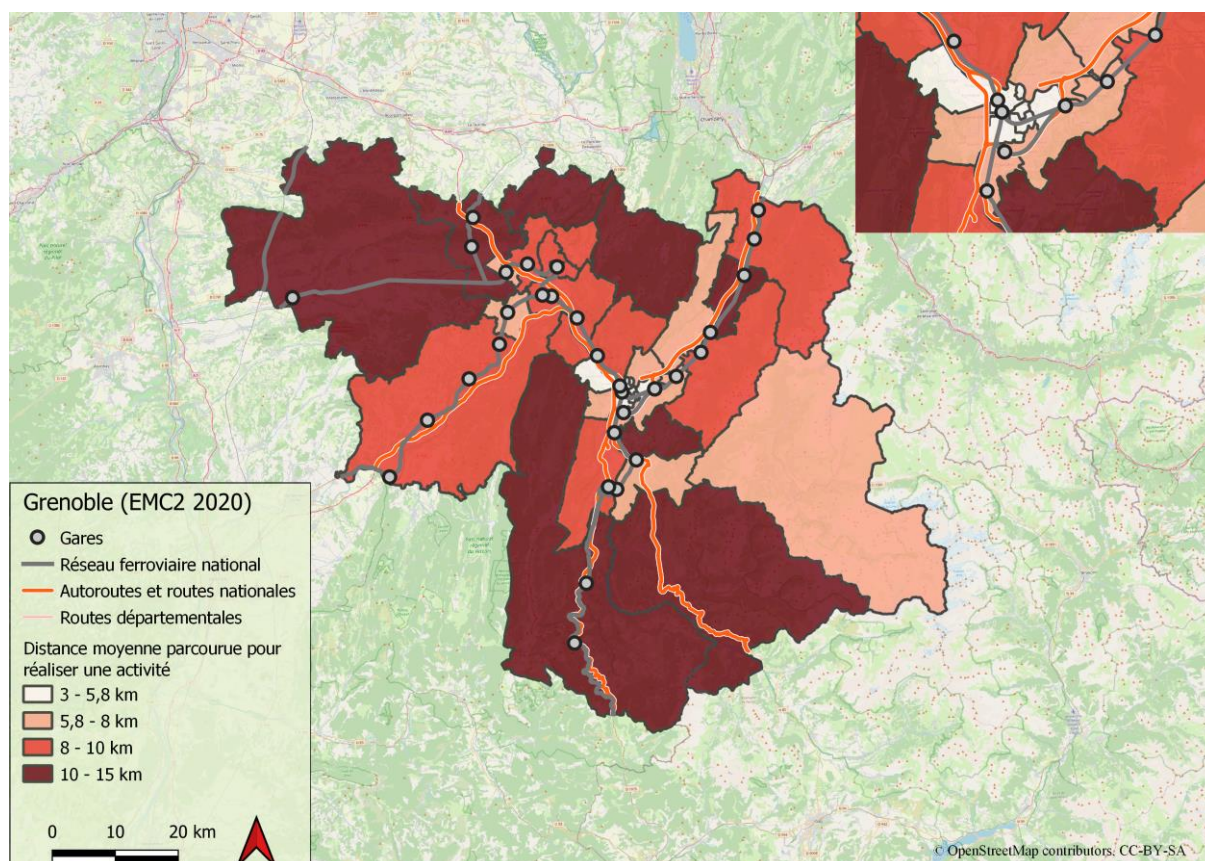 Grenoble (EMC2 2020)
Gares
Réseau ferroviaire national
Autoroutes et routes nationales
Routes départementales
Distance moyenne parcourue pour
réaliser une activité
3 - 5,8 km
5,8 - 8 km
8 - 10 km
10 - 15 km
0 10 20 km
© OpenStreetMap contributors, CC-BY-SA